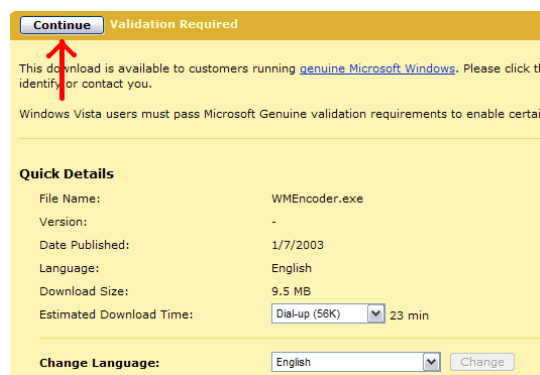 Continue Validation Required
This download is available to customers running genuine Microsoft Windows. Please click
identify or contact you.
Windows Vista users must pass Microsoft Genuine validation requirements to enable
Quick Details
File Name: WMEncoder.exe
Version: -
Date Published: 1/7/2003
Language: English
Download Size: 9.5 MB
Estimated Download Time: Dial-up (56K) 23 min
Change Language: English Change